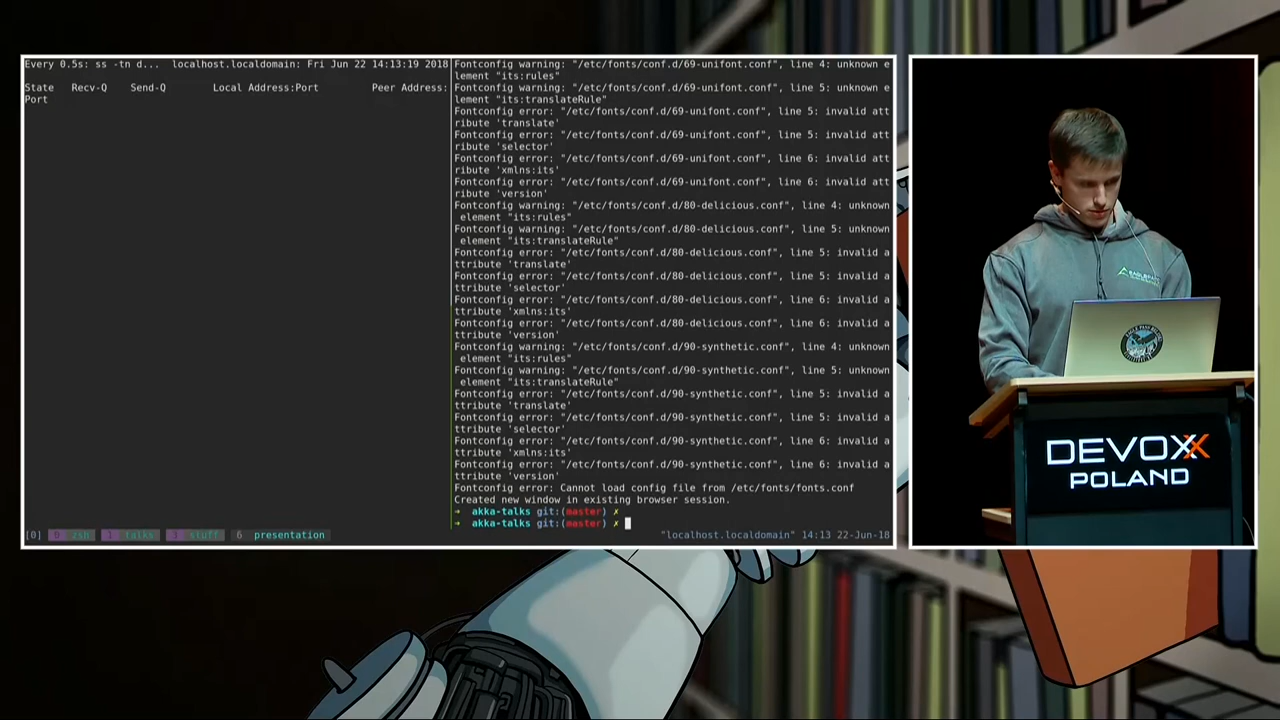 Every 0.5s: ss -tn d...  localhost.localdomain: Fri Jun 22 14:13:19 2018
State   Recv-Q    Send-Q        Local Address:Port         Peer Address:
Port
Fontconfig warning: "/etc/fonts/conf.d/69-unifont.conf", line 4: unknown e
lement "its:rules"
Fontconfig warning: "/etc/fonts/conf.d/69-unifont.conf", line 5: unknown e
lement "its:translateRule"
Fontconfig error: "/etc/fonts/conf.d/69-unifont.conf", line 5: invalid att
ribute 'translate'
Fontconfig error: "/etc/fonts/conf.d/69-unifont.conf", line 5: invalid att
ribute 'selector'
Fontconfig error: "/etc/fonts/conf.d/69-unifont.conf", line 6: invalid att
ribute 'xmlns:its'
Fontconfig error: "/etc/fonts/conf.d/69-unifont.conf", line 6: invalid att
ribute 'version'
Fontconfig warning: "/etc/fonts/conf.d/80-delicious.conf", line 4: unknown
 element "its:rules"
Fontconfig warning: "/etc/fonts/conf.d/80-delicious.conf", line 5: unknown
 element "its:translateRule"
Fontconfig error: "/etc/fonts/conf.d/80-delicious.conf", line 5: invalid a
ttribute 'translate'
Fontconfig error: "/etc/fonts/conf.d/80-delicious.conf", line 5: invalid a
ttribute 'selector'
Fontconfig error: "/etc/fonts/conf.d/80-delicious.conf", line 6: invalid a
ttribute 'xmlns:its'
Fontconfig error: "/etc/fonts/conf.d/80-delicious.conf", line 6: invalid a
ttribute 'version'
Fontconfig warning: "/etc/fonts/conf.d/90-synthetic.conf", line 4: unknown
 element "its:rules"
Fontconfig warning: "/etc/fonts/conf.d/90-synthetic.conf", line 5: unknown
 element "its:translateRule"
Fontconfig error: "/etc/fonts/conf.d/90-synthetic.conf", line 5: invalid a
ttribute 'translate'
Fontconfig error: "/etc/fonts/conf.d/90-synthetic.conf", line 5: invalid a
ttribute 'selector'
Fontconfig error: "/etc/fonts/conf.d/90-synthetic.conf", line 6: invalid a
ttribute 'xmlns:its'
Fontconfig error: "/etc/fonts/conf.d/90-synthetic.conf", line 6: invalid a
ttribute 'version'
Fontconfig error: Cannot load config file from /etc/fonts/fonts.conf
Created new window in existing browser session.
→  akka-talks git:(master) ✗
→  akka-talks git:(master) ✗
[0]  0  zsh   1  talks   3  stuff   6  presentation  "localhost.localdomain" 14:13 22-Jun-18
DEVOXX
POLAND